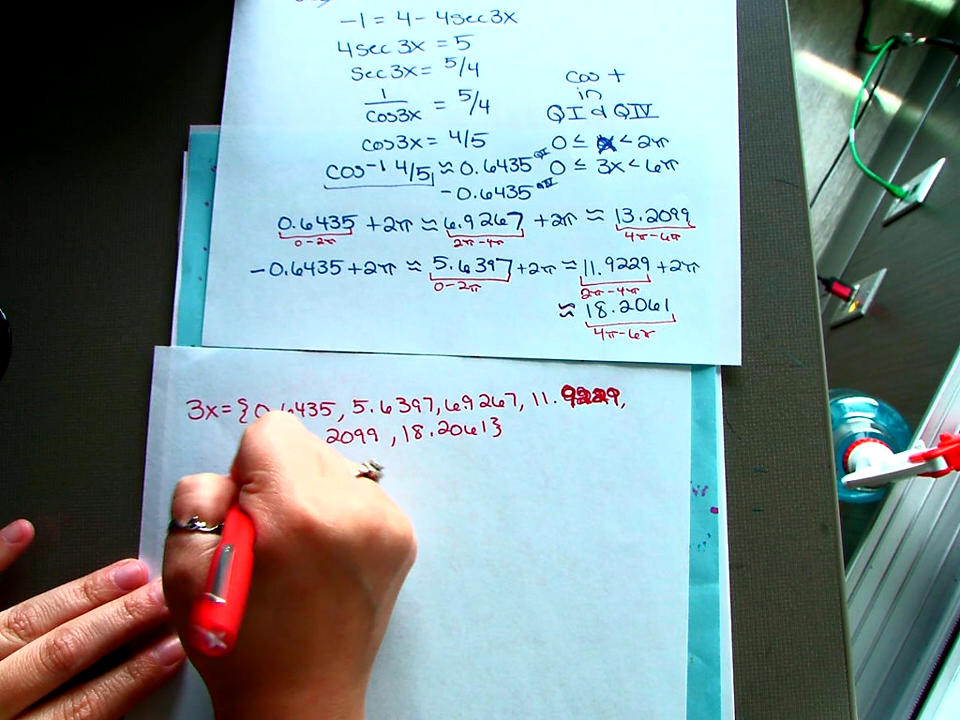 -1 = 4 - 4sec3x
4sec3x = 5
sec3x = 5/4
1/cos3x = 5/4
cos3x = 4/5
cos⁻¹ 4/5 ≈ 0.6435 QI
-0.6435 QIV
cos +
in
QI & QIV
0 ≤ x < 2π
0 ≤ 3x < 6π
0.6435 + 2π ≈ 6.9267 + 2π ≈ 13.2099
0-2π 2π-4π 4π-6π
-0.6435 + 2π ≈ 5.6397 + 2π ≈ 11.9229 + 2π
0-2π 2π-4π
≈ 18.2061
4π-6π
3x = {0.6435, 5.6397, 6.9267, 11.9229,
2099, 18.2061}